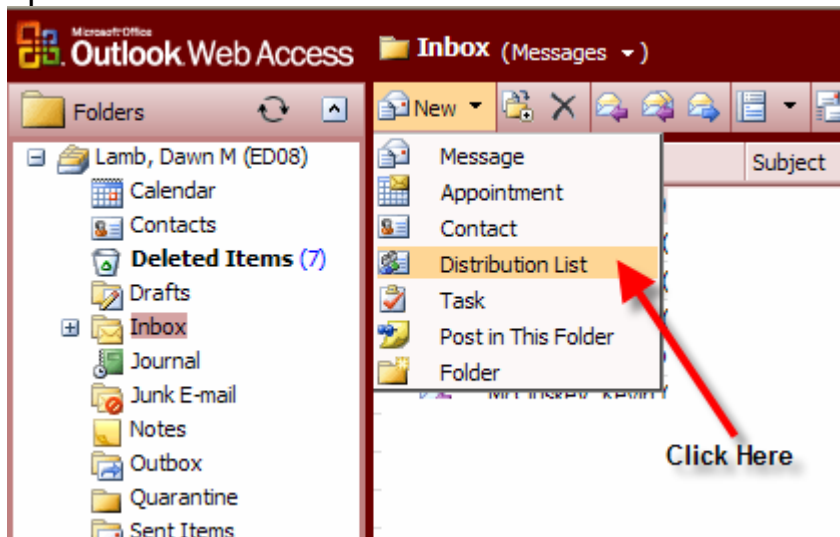 Microsoft Office
Outlook Web Access
Inbox (Messages)
Folders
New
Lamb, Dawn M (ED08)
Message
Subject
Calendar
Appointment
Contacts
Contact
Deleted Items (7)
Distribution List
Drafts
Task
Inbox
Post in This Folder
Journal
Folder
Junk E-mail
Notes
Click Here
Outbox
Quarantine
Sent Items